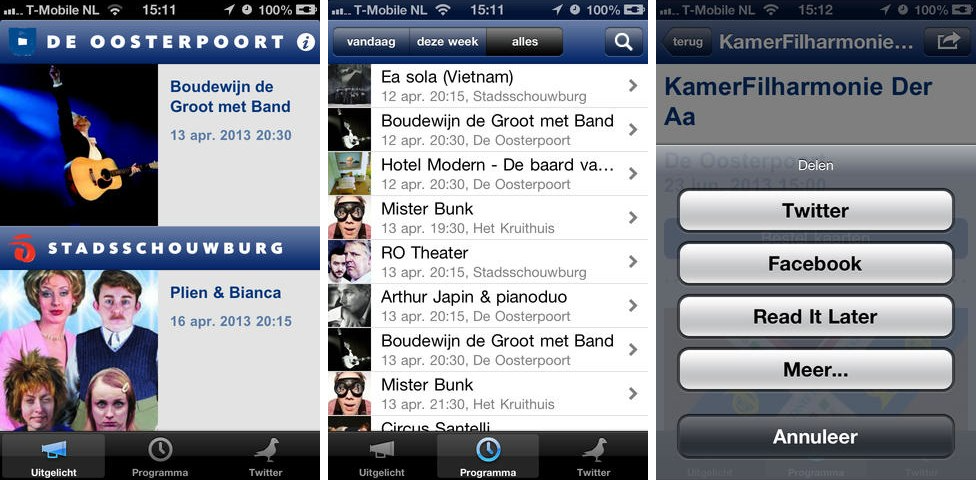 T-Mobile NL 15:11 100%
DE OOSTERPOORT i
Boudewijn de
Groot met Band
13 apr. 2013 20:30
STADSSCHOUWBURG
Plien & Bianca
16 apr. 2013 20:15
Uitgelicht Programma Twitter
T-Mobile NL 15:11 100%
vandaag deze week alles
Ea sola (Vietnam)
12 apr. 20:15, Stadsschouwburg
Boudewijn de Groot met Band
12 apr. 20:30, De Oosterpoort
Hotel Modern - De baard va...
12 apr. 20:30, De Oosterpoort
Mister Bunk
13 apr. 19:30, Het Kruithuis
RO Theater
13 apr. 20:15, Stadsschouwburg
Arthur Japin & pianoduo
13 apr. 20:15, De Oosterpoort
Boudewijn de Groot met Band
13 apr. 20:30, De Oosterpoort
Mister Bunk
13 apr. 21:30, Het Kruithuis
Circus Santelli
Uitgelicht Programma Twitter
T-Mobile NL 15:12 100%
terug KamerFilharmonie...
KamerFilharmonie Der
Aa
De Oosterpoort
23 jun. 2013 15:00
Delen
Twitter
Bestel kaarten
Facebook
Read It Later
Meer...
Annuleer
Uitgelicht Programma Twitter